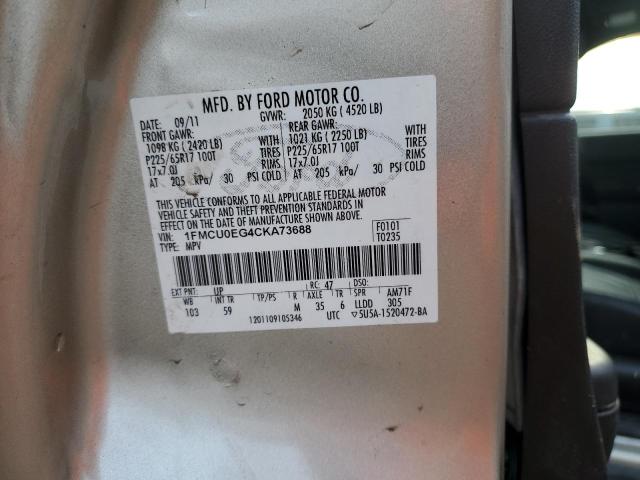 MFD. BY FORD MOTOR CO.
DATE: 09/11 GVWR: 2050 KG ( 4520 LB)
FRONT GAWR: REAR GAWR:
1098 KG ( 2420 LB) WITH 1021 KG ( 2250 LB) WITH
P225/65R17 100T TIRES P225/65R17 100T TIRES
17x7.0J RIMS 17x7.0J RIMS
AT 205 kPa/ 30 PSI COLD AT 205 kPa/ 30 PSI COLD
Ford
THIS VEHICLE CONFORMS TO ALL APPLICABLE FEDERAL MOTOR
VEHICLE SAFETY AND THEFT PREVENTION STANDARDS IN
EFFECT ON THE DATE OF MANUFACTURE SHOWN ABOVE.
VIN: 1FMCU0EG4CKA73688 F0101
TYPE: MPV T0235
EXT PNT: UP RC: 47
WB INT TR TP/PS R AXLE TR SPR AM71F
103 59 M 35 6 LLDD 305
1201109105346 UTC 5U5A-1520472-BA